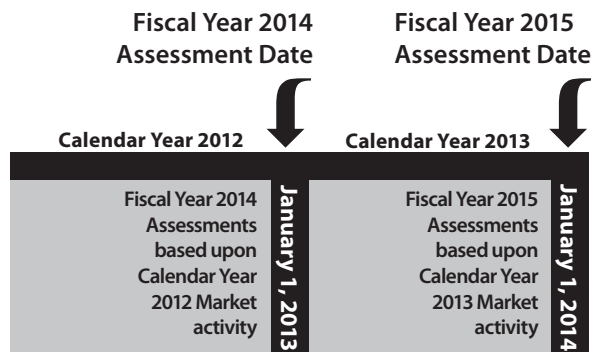 Fiscal Year 2014
Assessment Date
Fiscal Year 2015
Assessment Date
Calendar Year 2012
Calendar Year 2013
Fiscal Year 2014
Assessments
based upon
Calendar Year
2012 Market
activity
January 1, 2013
Fiscal Year 2015
Assessments
based upon
Calendar Year
2013 Market
activity
January 1, 2014